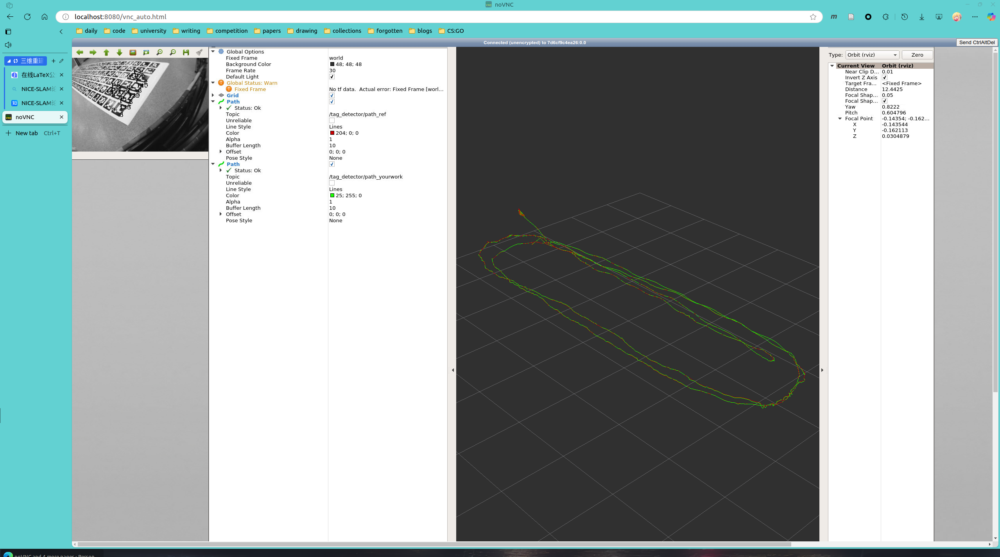 noVNC
localhost:8080/vnc_auto.html
daily code university writing competition papers drawing collections forgotten blogs CS:GO
Connected (unencrypted) to 7d6cf9c4ea26:0.0
Send CtrlAltDel
三维重建
在线LaTeX公
NICE-SLAM论
NICE-SLAM论
noVNC
New tab Ctrl+T
Global Options
Fixed Frame world
Background Color 48; 48; 48
Frame Rate 30
Default Light
Global Status: Warn
Fixed Frame No tf data. Actual error: Fixed Frame [worl...
Grid
Path
Status: Ok
Topic /tag_detector/path_ref
Unreliable
Line Style Lines
Color 204; 0; 0
Alpha 1
Buffer Length 10
Offset 0; 0; 0
Pose Style None
Path
Status: Ok
Topic /tag_detector/path_yourwork
Unreliable
Line Style Lines
Color 25; 255; 0
Alpha 1
Buffer Length 10
Offset 0; 0; 0
Pose Style None
Type: Orbit (rviz) Zero
Current View Orbit (rviz)
Near Clip D... 0.01
Invert Z Axis
Target Fra... <Fixed Frame>
Distance 12.4425
Focal Shap... 0.05
Focal Shap...
Yaw 0.8222
Pitch 0.604796
Focal Point -0.14354; -0.162...
X -0.143544
Y -0.162113
Z 0.0304879
noVNC and 4 more pages - Person